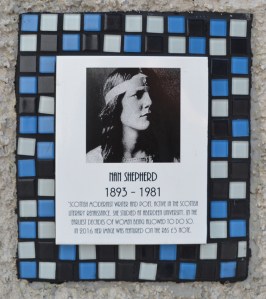 NAN SHEPHERD
1893 - 1981
"SCOTTISH MODERNIST WRITER AND POET, ACTIVE IN THE SCOTTISH
LITERARY RENAISSANCE. SHE STUDIED AT ABERDEEN UNIVERSITY, IN THE
EARLIEST DECADES OF WOMEN BEING ALLOWED TO DO SO.
IN 2016 HER IMAGE WAS FEATURED ON THE RBS £5 NOTE.